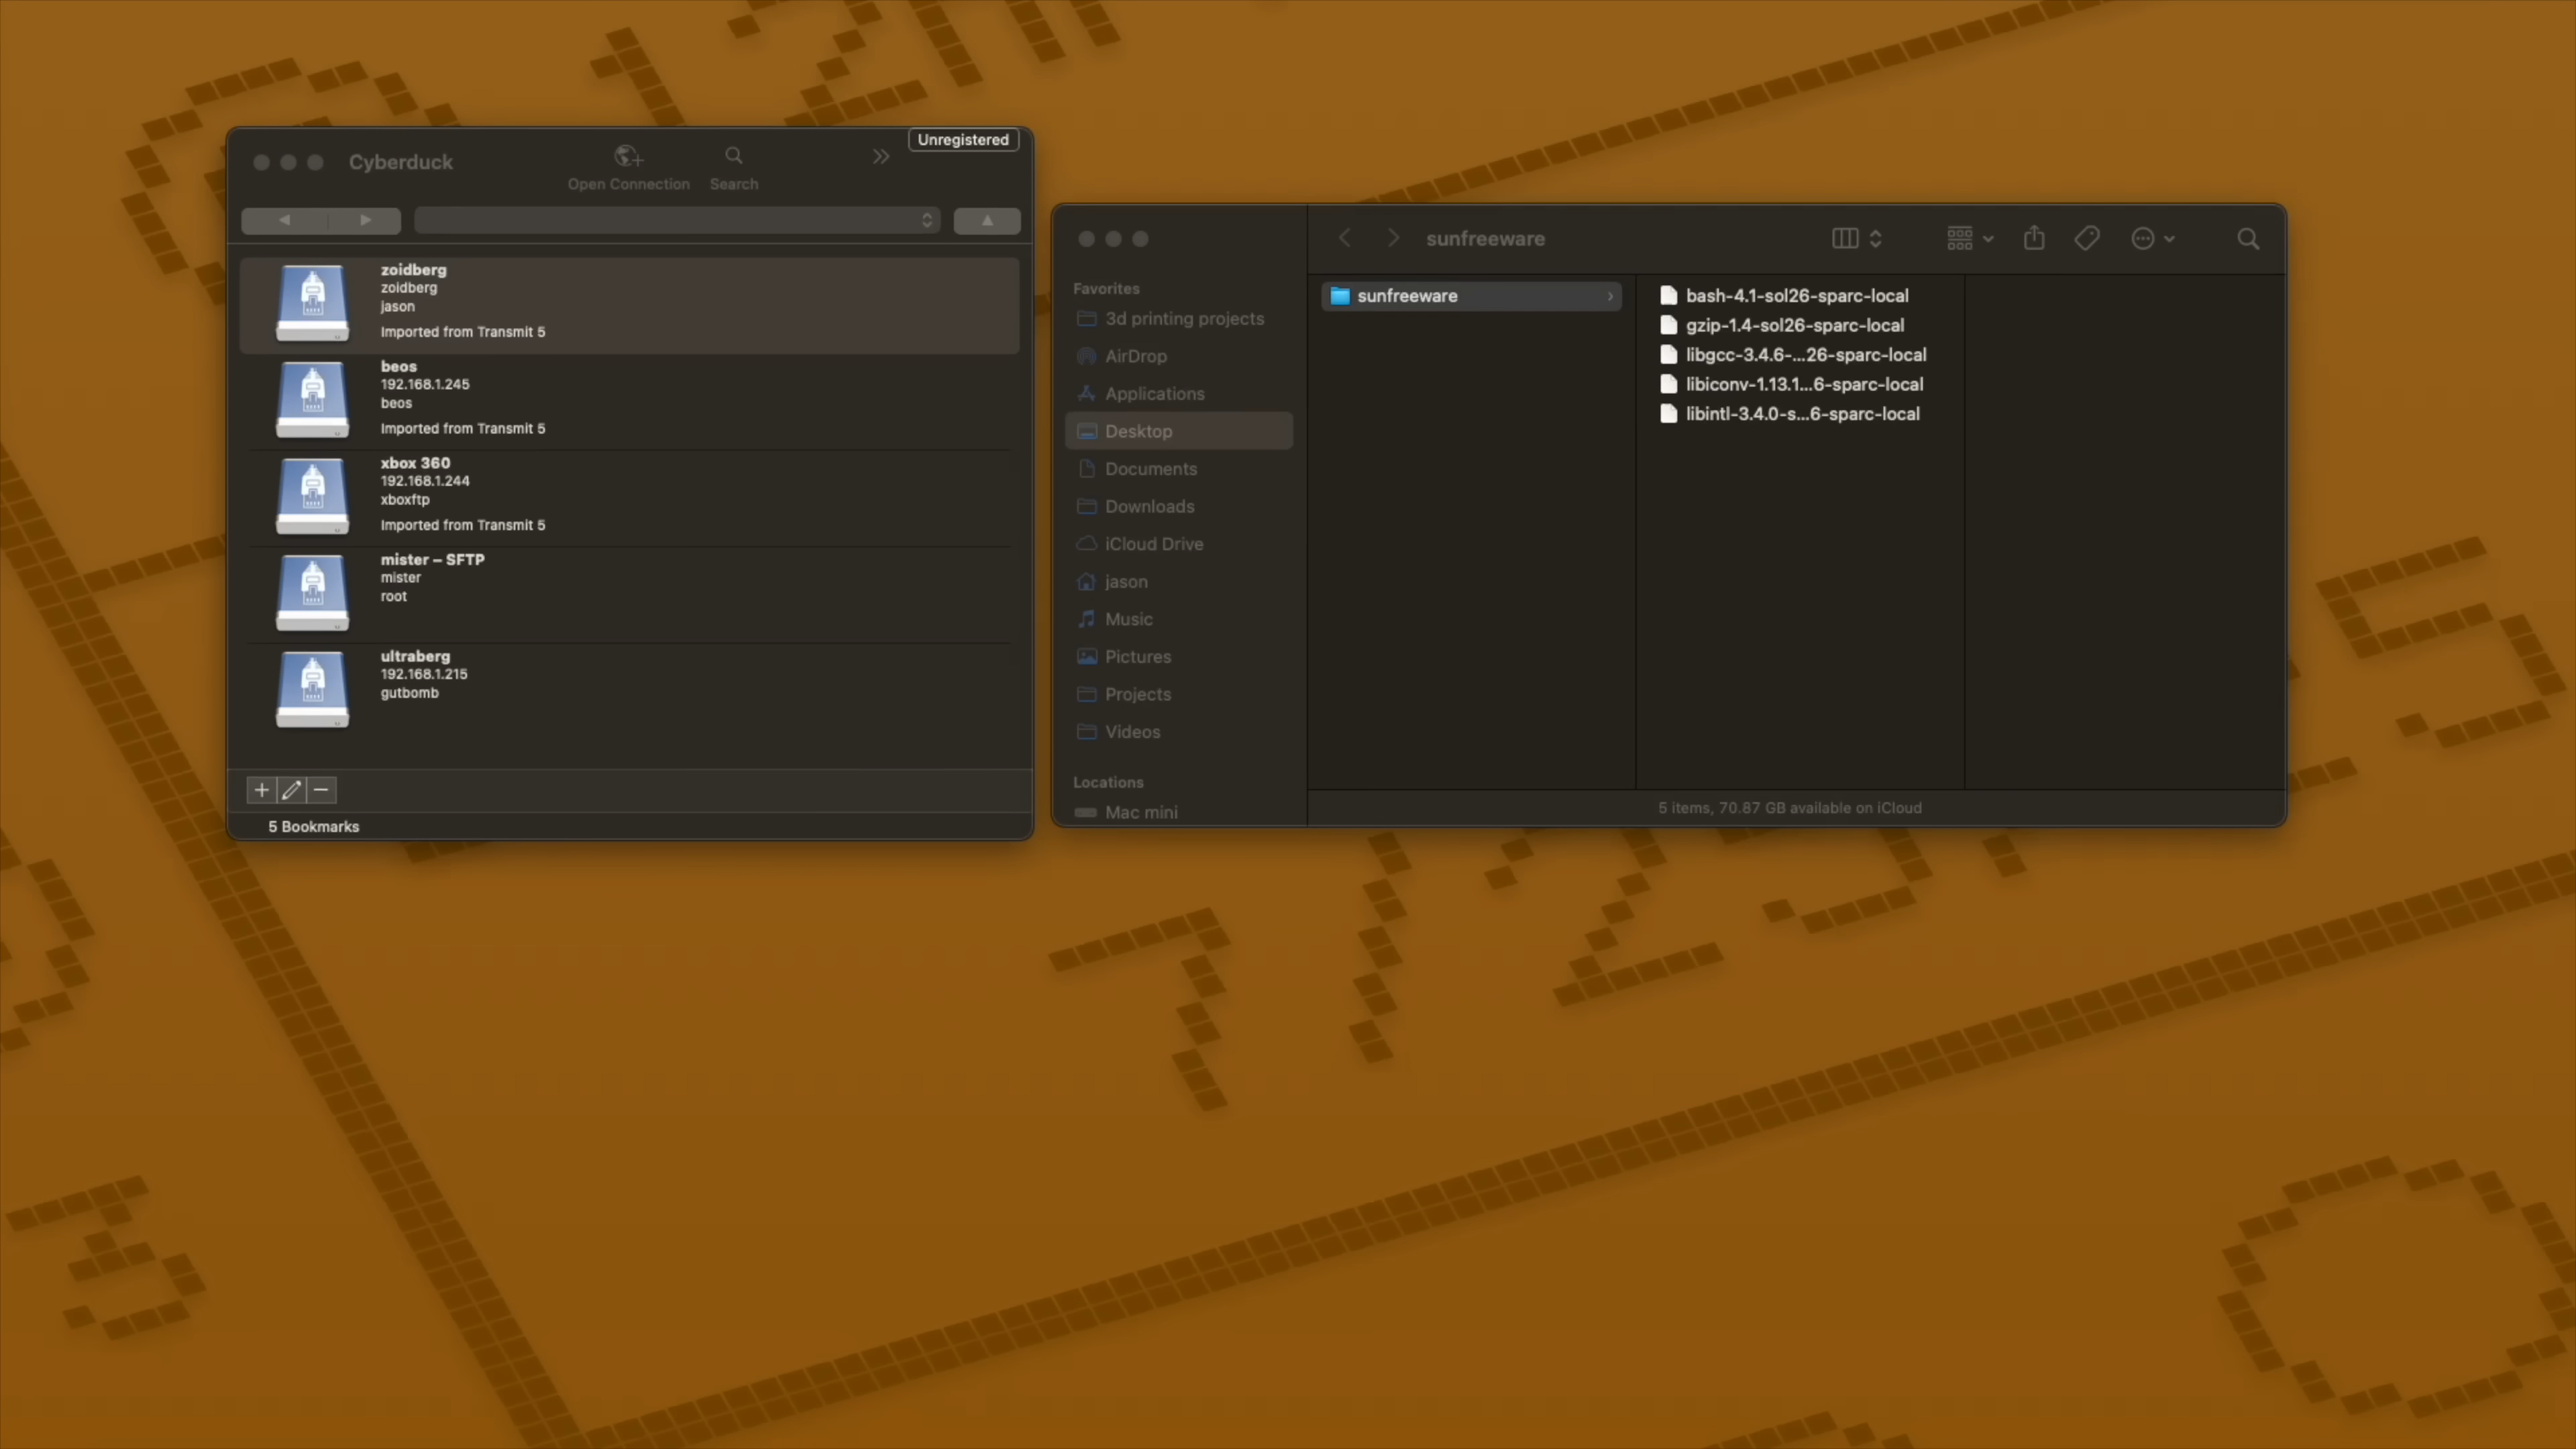 Unregistered
Cyberduck
Open Connection
Search
zoidberg
zoidberg
jason
Imported from Transmit 5
beos
192.168.1.245
beos
Imported from Transmit 5
xbox 360
192.168.1.244
xboxftp
Imported from Transmit 5
mister – SFTP
mister
root
ultraberg
192.168.1.215
gutbomb
5 Bookmarks
sunfreeware
Favorites
3d printing projects
AirDrop
Applications
Desktop
Documents
Downloads
iCloud Drive
jason
Music
Pictures
Projects
Videos
Locations
Mac mini
sunfreeware
bash-4.1-sol26-sparc-local
gzip-1.4-sol26-sparc-local
libgcc-3.4.6-...26-sparc-local
libiconv-1.13.1...6-sparc-local
libintl-3.4.0-s...6-sparc-local
5 items, 70.87 GB available on iCloud